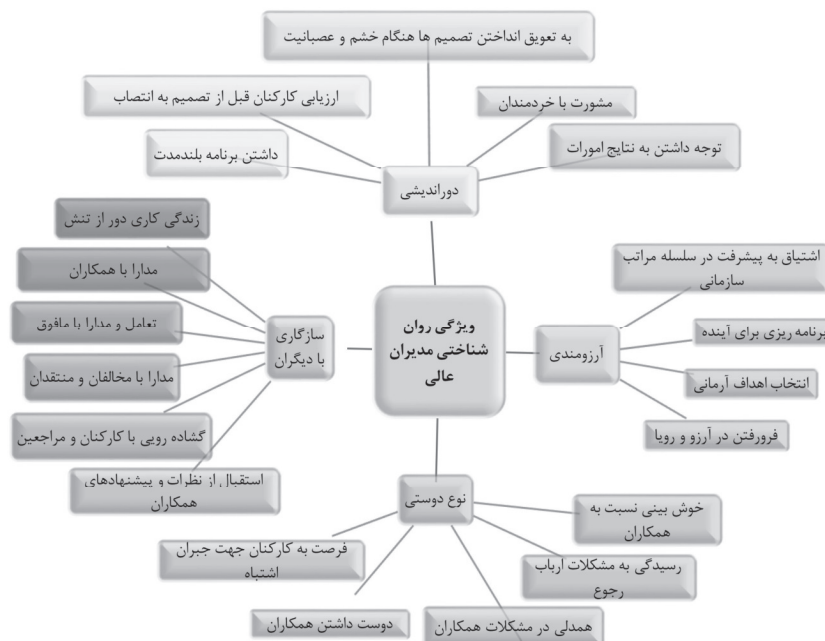 به تعویق انداختن تصمیم ها هنگام خشم و عصبانیت
ارزیابی کارکنان قبل از تصمیم به انتصاب
مشورت با خردمندان
داشتن برنامه بلندمدت
توجه داشتن به نتایج امورات
دوراندیشی
زندگی کاری دور از تنش
مدارا با همکاران
تعامل و مدارا با مافوق
مدارا با مخالفان و منتقدان
گشاده رویی با کارکنان و مراجعین
استقبال از نظرات و پیشنهادهای
همکاران
سازگاری
با دیگران
ویژگی روان
شناختی مدیران
عالی
آرزومندی
اشتیاق به پیشرفت در سلسله مراتب
سازمانی
برنامه ریزی برای آینده
انتخاب اهداف آرمانی
فرورفتن در آرزو و رویا
نوع دوستی
خوش بینی نسبت به
همکاران
رسیدگی به مشکلات ارباب
رجوع
همدلی در مشکلات همکاران
دوست داشتن همکاران
فرصت به کارکنان جهت جبران
اشتباه